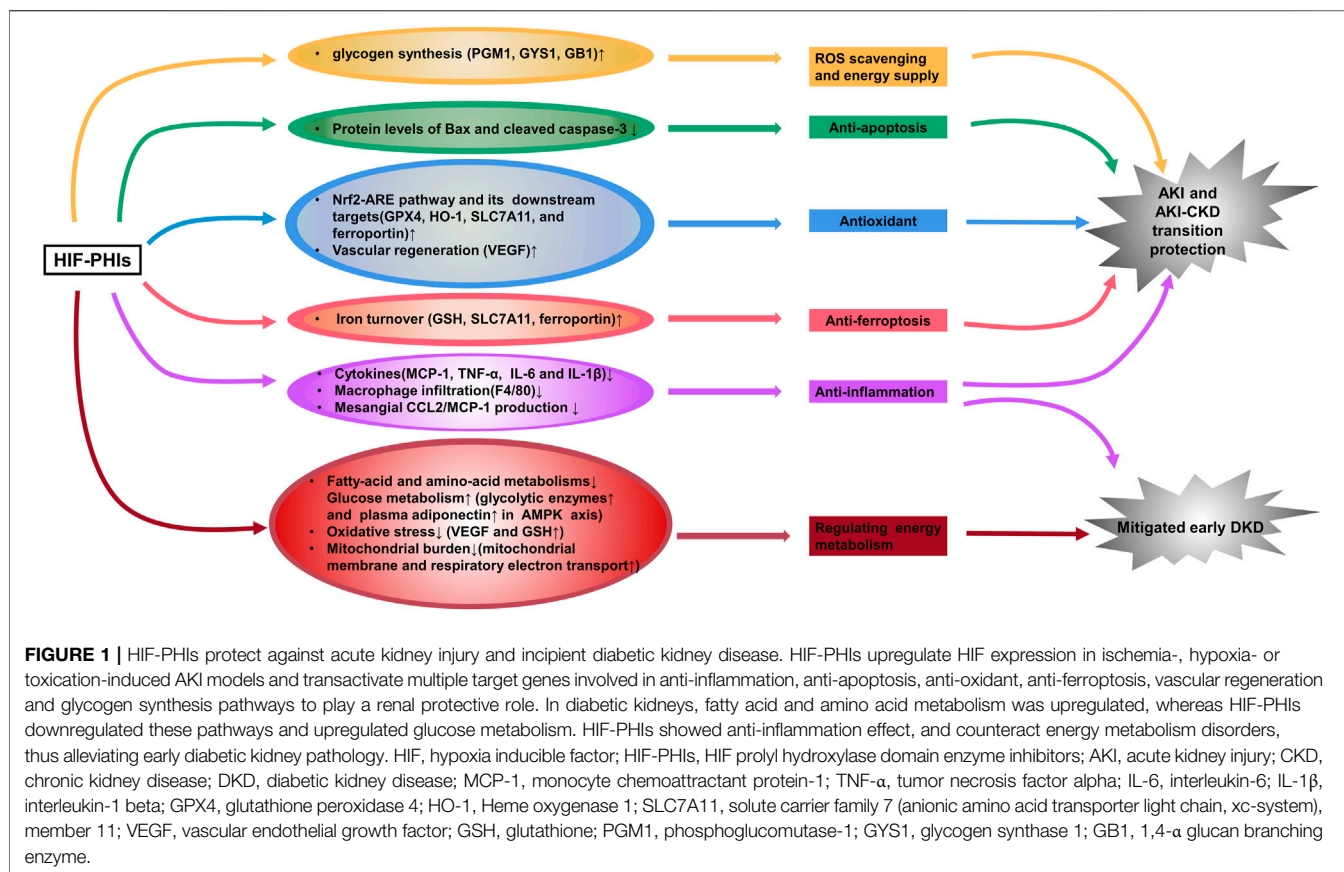 • glycogen synthesis (PGM1, GYS1, GB1)↑
ROS scavenging
and energy supply
• Protein levels of Bax and cleaved caspase-3 ↓
Anti-apoptosis
• Nrf2-ARE pathway and its downstream
targets(GPX4, HO-1, SLC7A11, and
ferroportin)↑
• Vascular regeneration (VEGF)↑
Antioxidant
AKI and
AKI-CKD
transition
protection
HIF-PHIs
• Iron turnover (GSH, SLC7A11, ferroportin)↑
Anti-ferroptosis
• Cytokines(MCP-1, TNF-α, IL-6 and IL-1β)↓
• Macrophage infiltration(F4/80)↓
• Mesangial CCL2/MCP-1 production ↓
Anti-inflammation
• Fatty-acid and amino-acid metabolisms↓
Glucose metabolism↑ (glycolytic enzymes↑
and plasma adiponectin↑ in AMPK axis)
• Oxidative stress↓ (VEGF and GSH↑)
• Mitochondrial burden↓(mitochondrial
membrane and respiratory electron transport↑)
Regulating energy
metabolism
Mitigated early DKD
FIGURE 1 | HIF-PHIs protect against acute kidney injury and incipient diabetic kidney disease. HIF-PHIs upregulate HIF expression in ischemia-, hypoxia- or
toxication-induced AKI models and transactivate multiple target genes involved in anti-inflammation, anti-apoptosis, anti-oxidant, anti-ferroptosis, vascular regeneration
and glycogen synthesis pathways to play a renal protective role. In diabetic kidneys, fatty acid and amino acid metabolism was upregulated, whereas HIF-PHIs
downregulated these pathways and upregulated glucose metabolism. HIF-PHIs showed anti-inflammation effect, and counteract energy metabolism disorders,
thus alleviating early diabetic kidney pathology. HIF, hypoxia inducible factor; HIF-PHIs, HIF prolyl hydroxylase domain enzyme inhibitors; AKI, acute kidney injury; CKD,
chronic kidney disease; DKD, diabetic kidney disease; MCP-1, monocyte chemoattractant protein-1; TNF-α, tumor necrosis factor alpha; IL-6, interleukin-6; IL-1β,
interleukin-1 beta; GPX4, glutathione peroxidase 4; HO-1, Heme oxygenase 1; SLC7A11, solute carrier family 7 (anionic amino acid transporter light chain, xc-system),
member 11; VEGF, vascular endothelial growth factor; GSH, glutathione; PGM1, phosphoglucomutase-1; GYS1, glycogen synthase 1; GB1, 1,4-α glucan branching
enzyme.